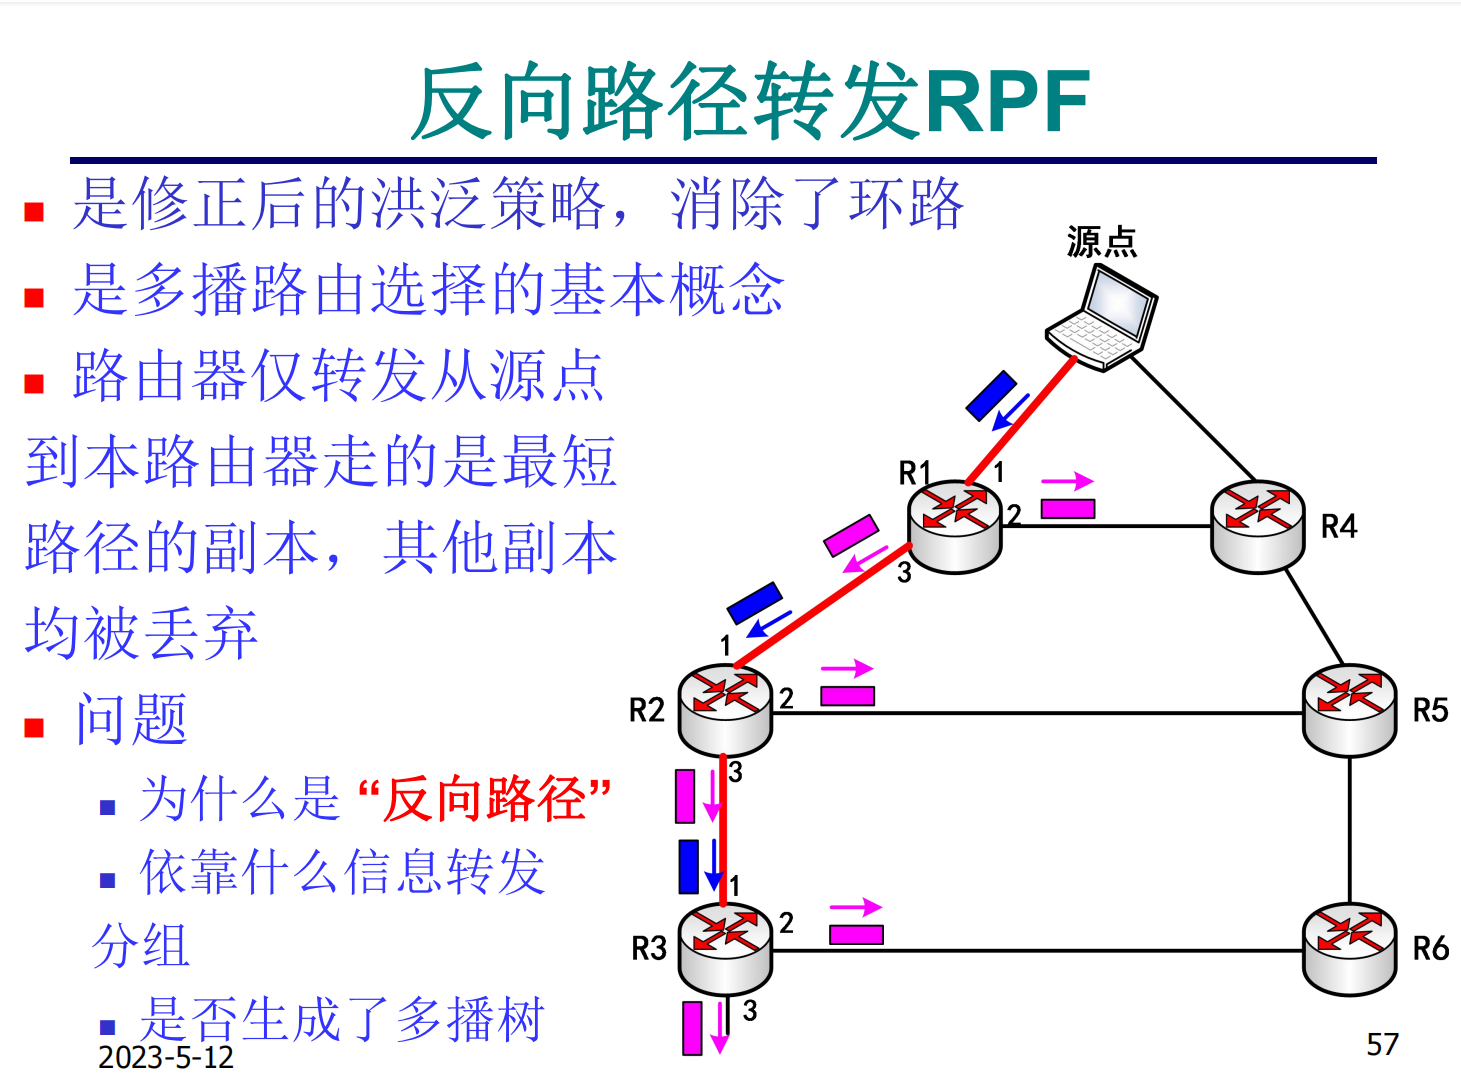 反向路径转发RPF
是修正后的洪泛策略，消除了环路
是多播路由选择的基本概念
路由器仅转发从源点
到本路由器走的是最短
路径的副本，其他副本
均被丢弃
问题
为什么是“反向路径”
依靠什么信息转发
分组
是否生成了多播树
源点
R1
1
2
3
R4
1
R2
2
3
R5
1
R3
2
3
R6
2023-5-12
57